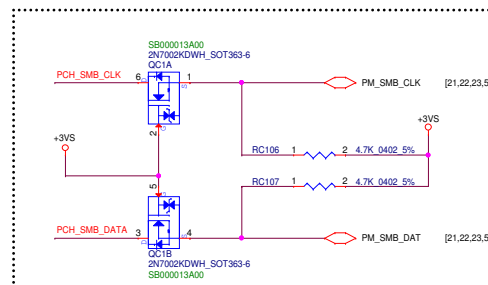 SB000013A00
2N7002KDWH_SOT363-6
QC1A
PCH_SMB_CLK 6 D S 1 PM_SMB_CLK [21,22,23,5
G
2
+3VS +3VS
RC106 1 2 4.7K_0402_5%
RC107 1 2 4.7K_0402_5%
5
G
PCH_SMB_DATA 3 D S 4 PM_SMB_DAT [21,22,23,5
QC1B
2N7002KDWH_SOT363-6
SB000013A00